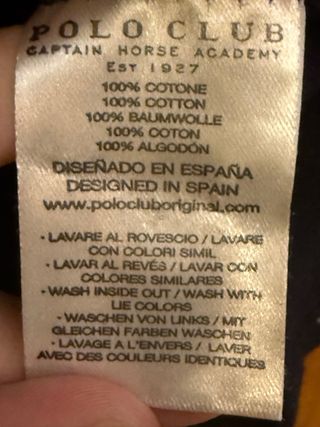 POLO CLUB
CAPTAIN HORSE ACADEMY
EST 1927
100% COTONE
100% COTTON
100% BAUMWOLLE
100% COTON
100% ALGODÓN
DISEÑADO EN ESPAÑA
DESIGNED IN SPAIN
www.polocluboriginal.com
• LAVARE AL ROVESCIO / LAVARE
CON COLORI SIMIL
• LAVAR AL REVÉS / LAVAR CON
COLORES SIMILARES
• WASH INSIDE OUT / WASH WITH
LIE COLORS
• WASCHEN VON LINKS / MIT
GLEICHEN FARBEN WASCHEN
• LAVAGE A L'ENVERS / LAVER
AVEC DES COULEURS IDENTIQUES